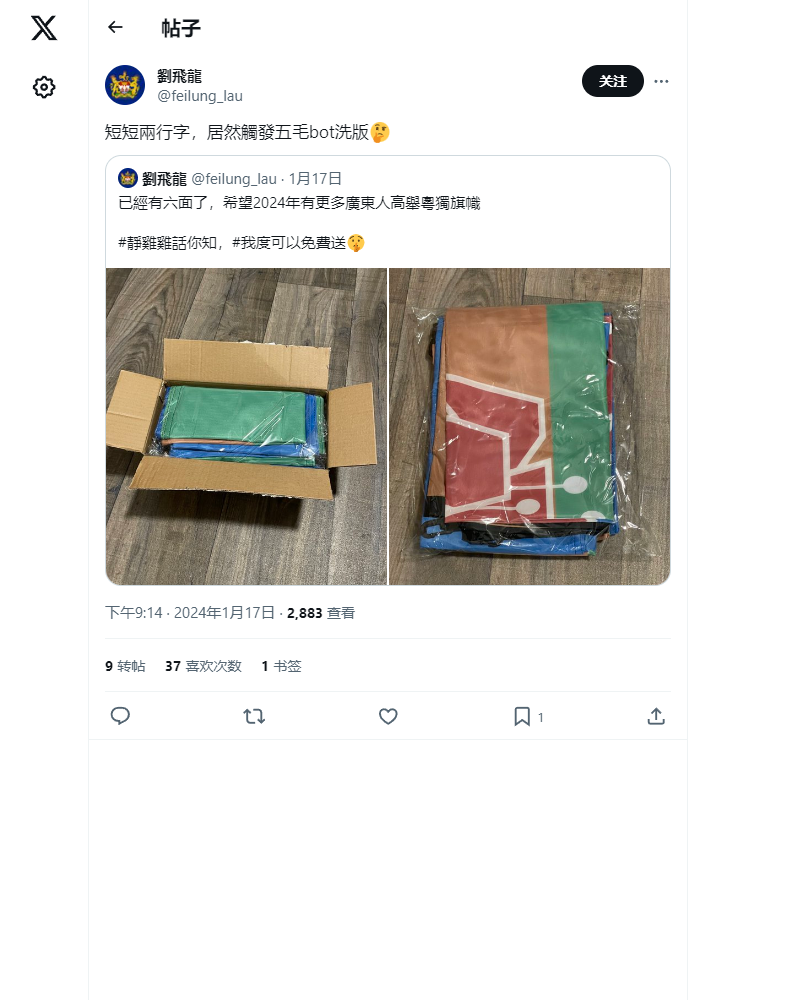 帖子
劉飛龍
@feilung_lau
关注
短短兩行字，居然觸發五毛bot洗版🤔
劉飛龍 @feilung_lau · 1月17日
已經有六面了，希望2024年有更多廣東人高舉粵獨旗幟
#靜雞雞話你知，#我度可以免費送🤫
下午9:14 · 2024年1月17日 · 2,883 查看
9 转帖 37 喜欢次数 1 书签
1